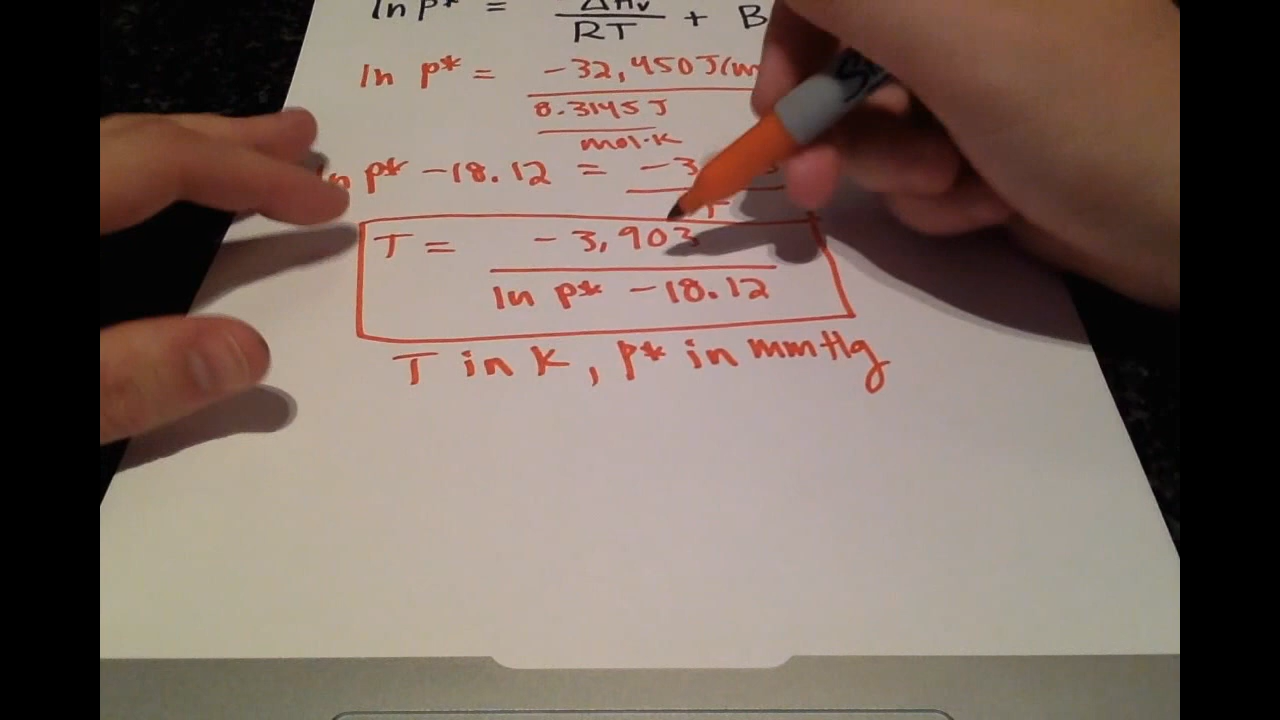 ln p* = ΔHv / RT + B
ln p* = -32,450 J/m / 8.3145 J / mol·K
p* - 18.12 = -3 / T
T = -3,903 / ln p* - 18.12
T in K, p* in mmHg